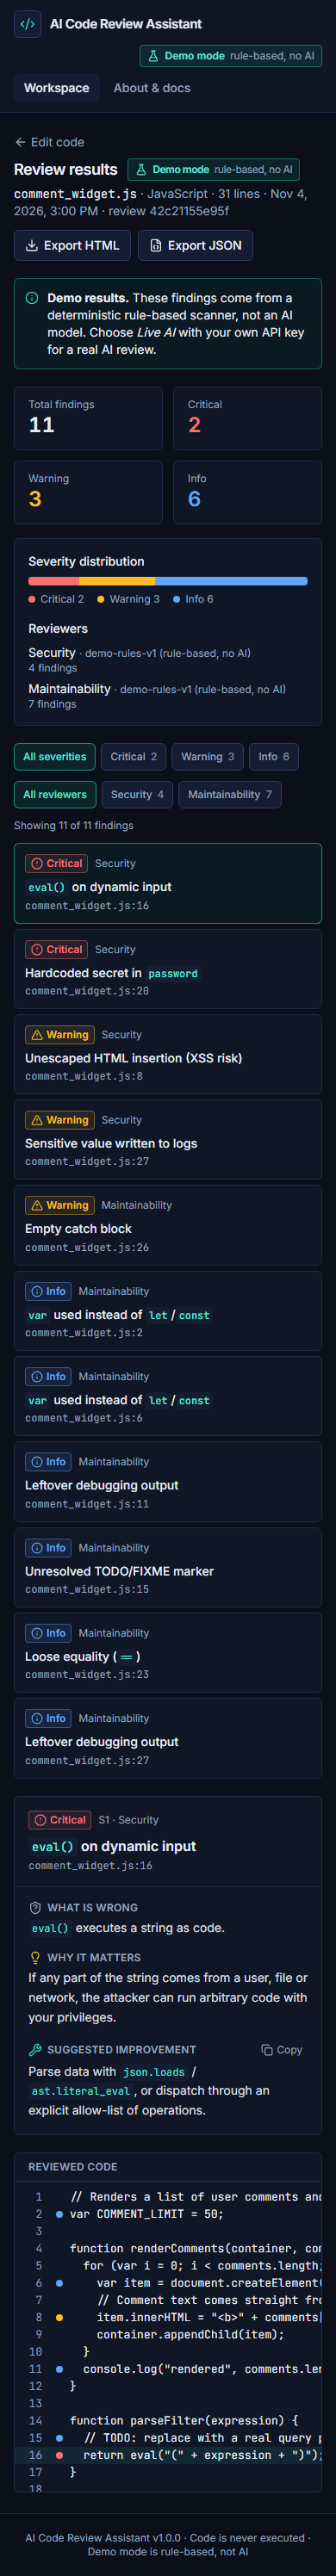 AI Code Review Assistant
Demo mode rule-based, no AI
Workspace About & docs
Edit code
Review results Demo mode rule-based, no AI
comment_widget.js · JavaScript · 31 lines · Nov 4,
2026, 3:00 PM · review 42c21155e95f
Export HTML Export JSON
Demo results. These findings come from a
deterministic rule-based scanner, not an AI
model. Choose Live AI with your own API key
for a real AI review.
Total findings
11
Critical
2
Warning
3
Info
6
Severity distribution
Critical 2 Warning 3 Info 6
Reviewers
Security · demo-rules-v1 (rule-based, no AI)
4 findings
Maintainability · demo-rules-v1 (rule-based, no AI)
7 findings
All severities Critical 2 Warning 3 Info 6
All reviewers Security 4 Maintainability 7
Showing 11 of 11 findings
Critical Security
eval() on dynamic input
comment_widget.js:16
Critical Security
Hardcoded secret in password
comment_widget.js:20
Warning Security
Unescaped HTML insertion (XSS risk)
comment_widget.js:8
Warning Security
Sensitive value written to logs
comment_widget.js:27
Warning Maintainability
Empty catch block
comment_widget.js:26
Info Maintainability
var used instead of let / const
comment_widget.js:2
Info Maintainability
var used instead of let / const
comment_widget.js:6
Info Maintainability
Leftover debugging output
comment_widget.js:11
Info Maintainability
Unresolved TODO/FIXME marker
comment_widget.js:15
Info Maintainability
Loose equality ( == )
comment_widget.js:23
Info Maintainability
Leftover debugging output
comment_widget.js:27
Critical S1 · Security
eval() on dynamic input
comment_widget.js:16
WHAT IS WRONG
eval() executes a string as code.
WHY IT MATTERS
If any part of the string comes from a user, file or
network, the attacker can run arbitrary code with
your privileges.
SUGGESTED IMPROVEMENT Copy
Parse data with json.loads /
ast.literal_eval, or dispatch through an
explicit allow-list of operations.
REVIEWED CODE
1 // Renders a list of user comments and
2 var COMMENT_LIMIT = 50;
3
4 function renderComments(container, com
5 for (var i = 0; i < comments.length;
6 var item = document.createElement(
7 // Comment text comes straight fro
8 item.innerHTML = "<b>" + comments[
9 container.appendChild(item);
10 }
11 console.log("rendered", comments.len
12 }
13
14 function parseFilter(expression) {
15 // TODO: replace with a real query p
16 return eval("(" + expression + ")");
17 }
18
AI Code Review Assistant v1.0.0 · Code is never executed ·
Demo mode is rule-based, not AI